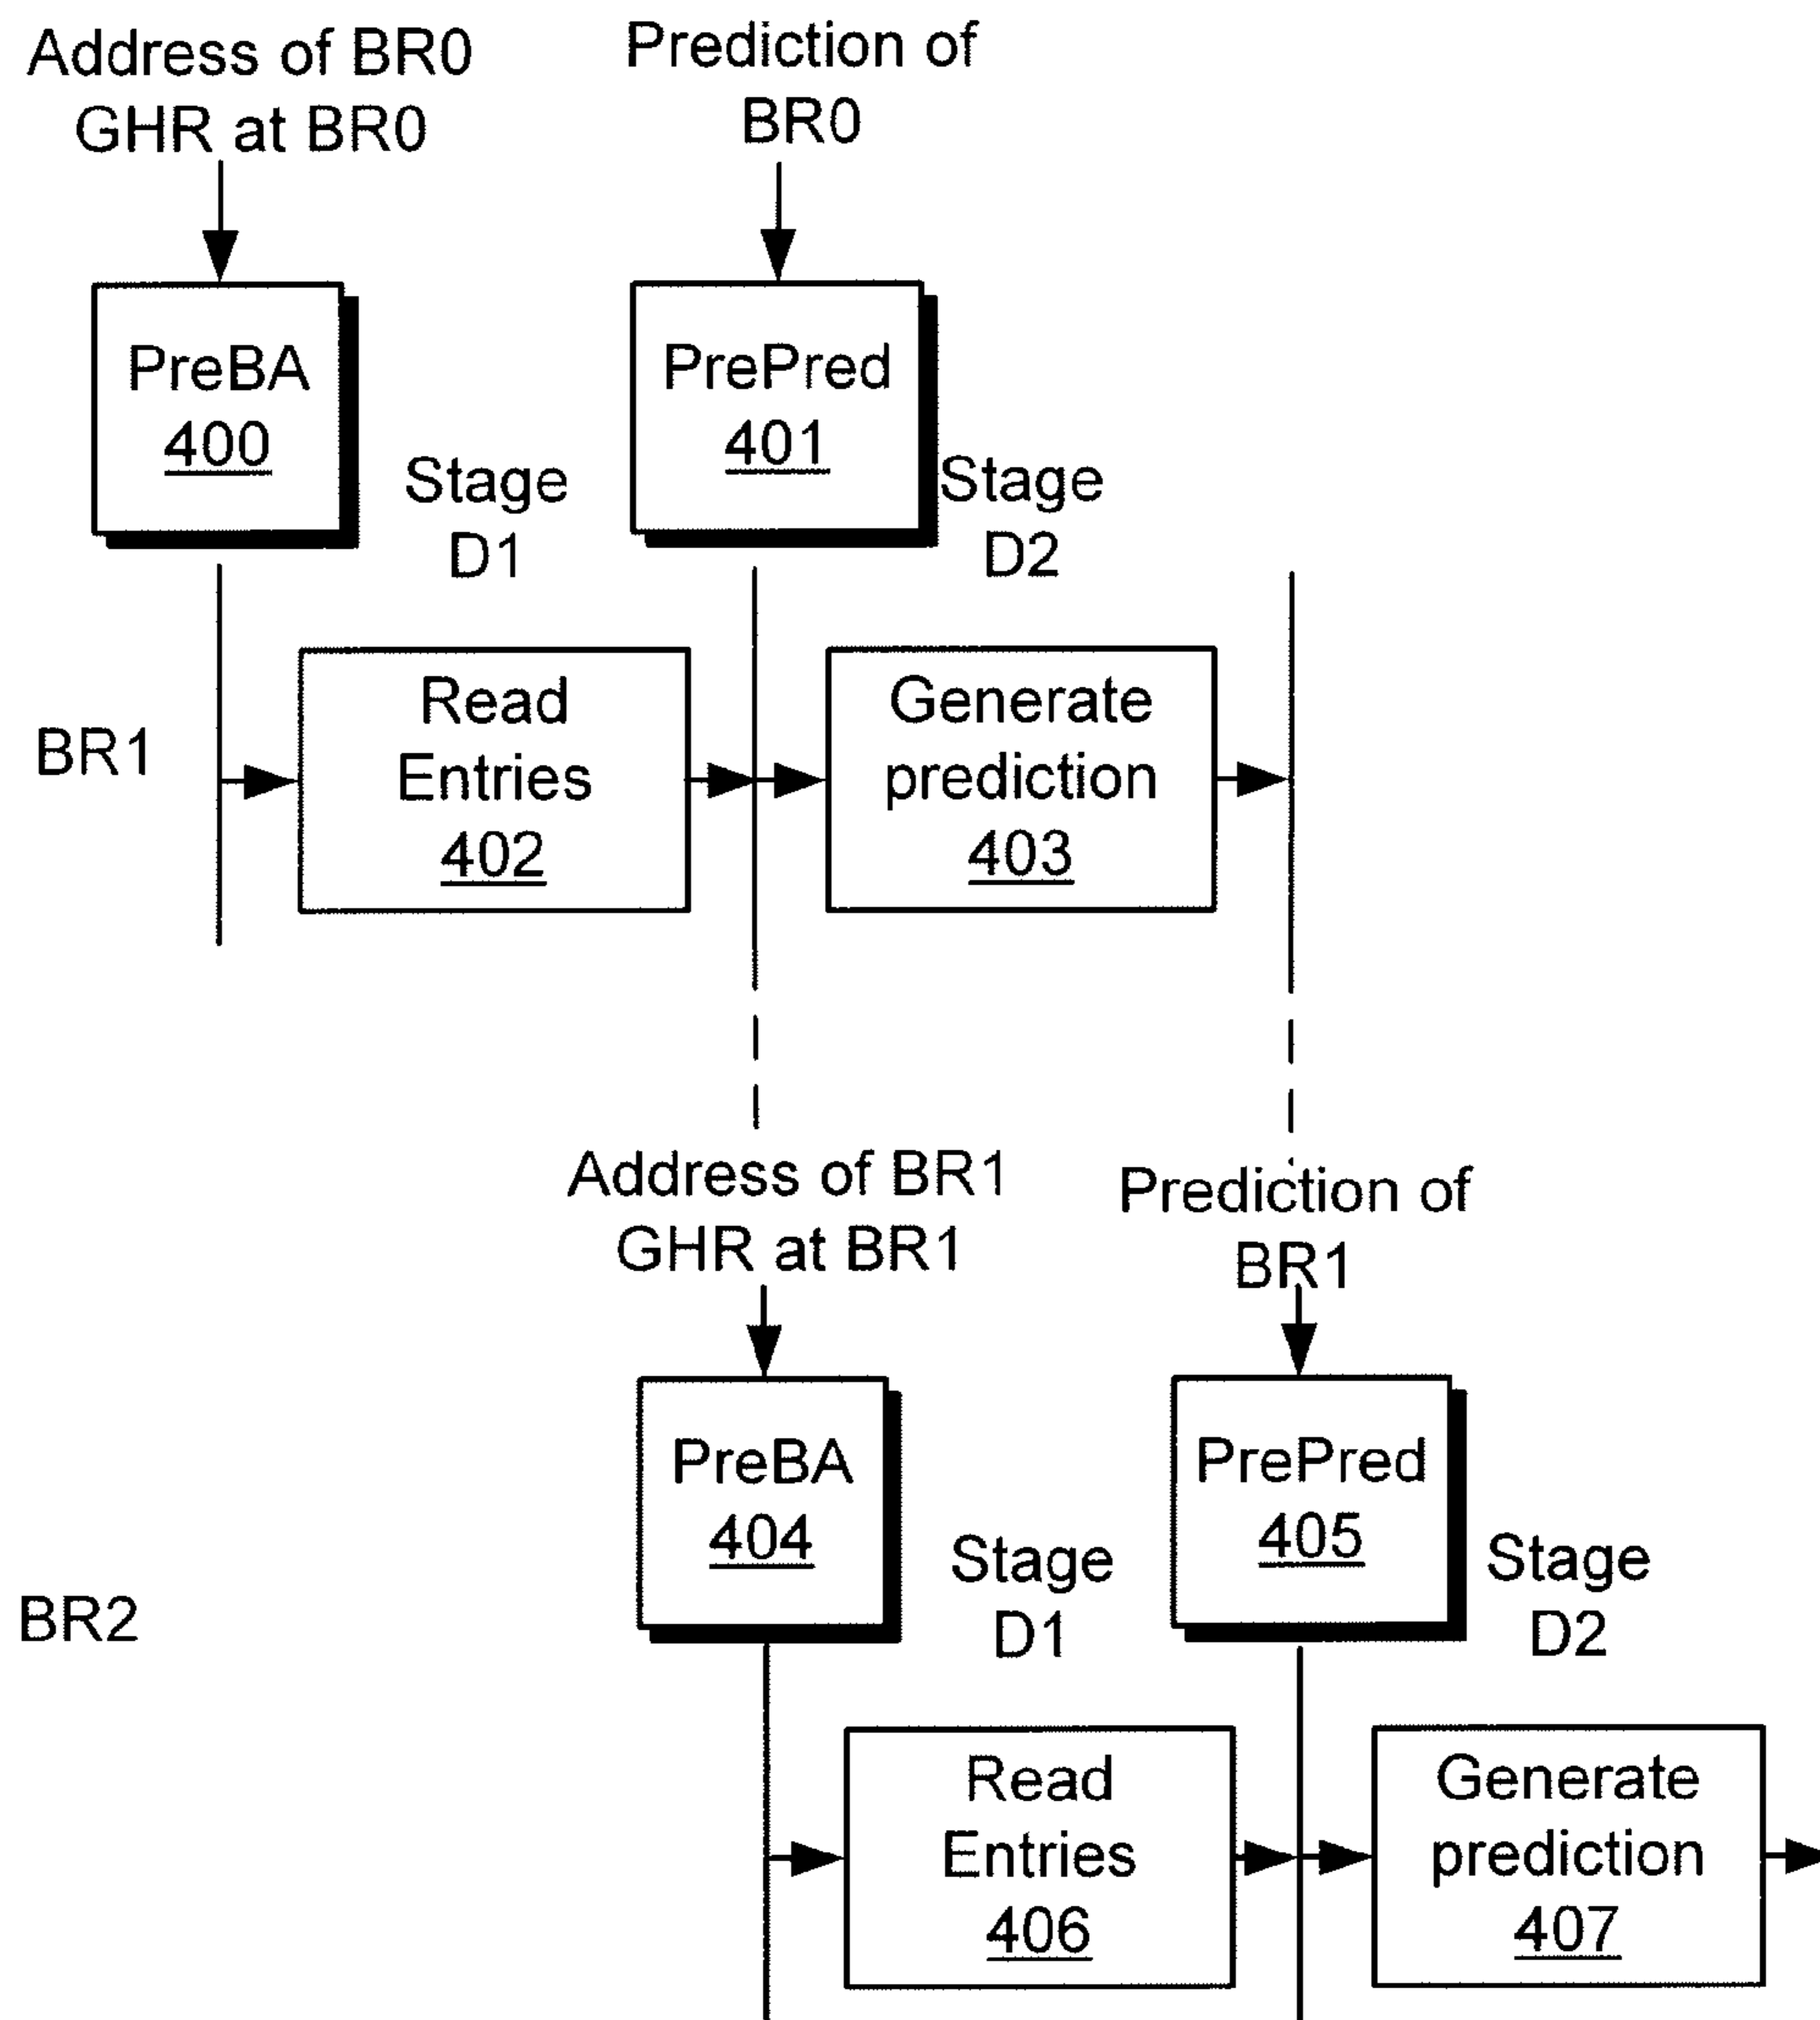 Address of BR0
GHR at BR0
Prediction of
BR0
PreBA
400
Stage
D1
PrePred
401
Stage
D2
BR1
Read
Entries
402
Generate
prediction
403
Address of BR1
GHR at BR1
Prediction of
BR1
BR2
PreBA
404
Stage
D1
PrePred
405
Stage
D2
Read
Entries
406
Generate
prediction
407